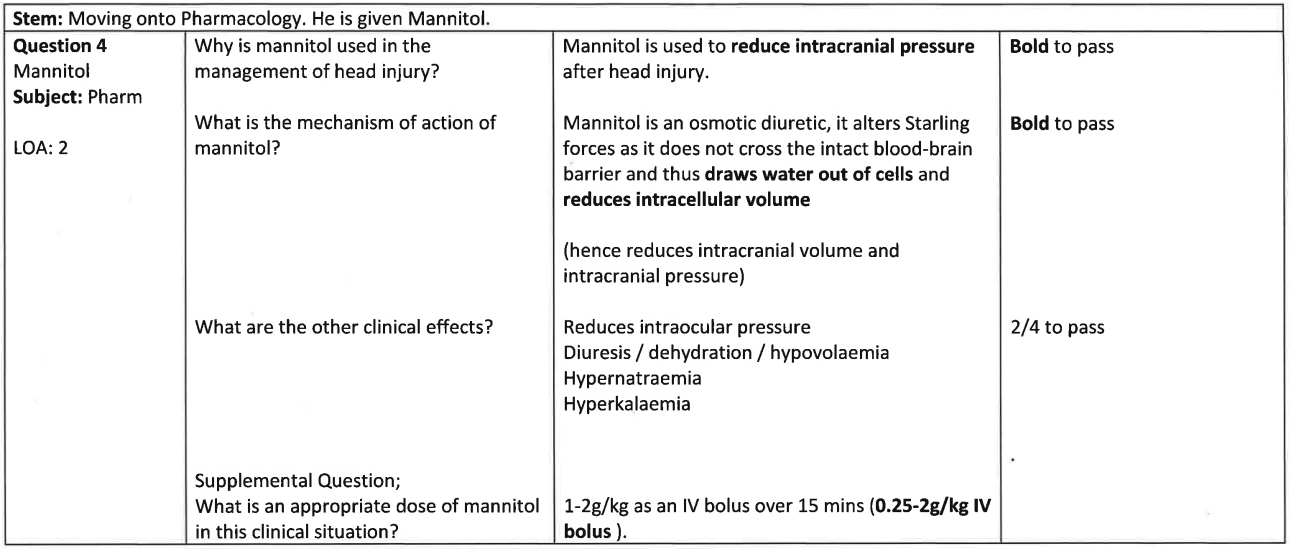 Stem: Moving onto Pharmacology. He is given Mannitol.
Question 4
Mannitol
Subject: Pharm
LOA: 2
Why is mannitol used in the
management of head injury?
Mannitol is used to reduce intracranial pressure
after head injury.
Bold to pass
What is the mechanism of action of
mannitol?
Mannitol is an osmotic diuretic, it alters Starling
forces as it does not cross the intact blood-brain
barrier and thus draws water out of cells and
reduces intracellular volume
(hence reduces intracranial volume and
intracranial pressure)
Bold to pass
What are the other clinical effects?
Reduces intraocular pressure
Diuresis / dehydration / hypovolaemia
Hypernatraemia
Hyperkalaemia
2/4 to pass
Supplemental Question;
What is an appropriate dose of mannitol
in this clinical situation?
1-2g/kg as an IV bolus over 15 mins (0.25-2g/kg IV
bolus ).